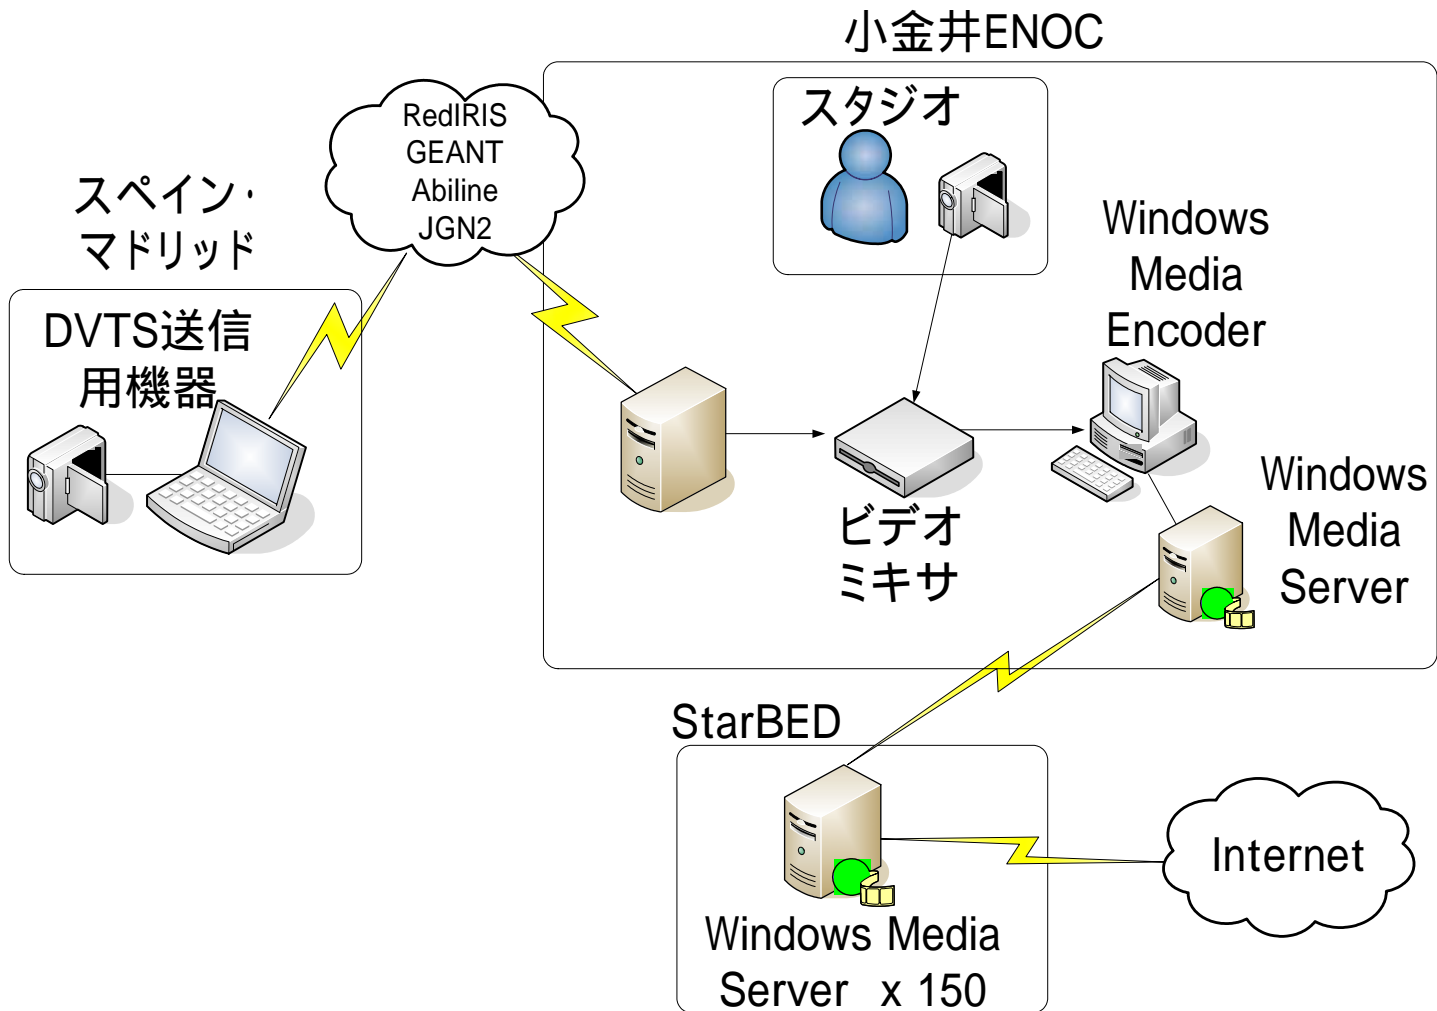 小金井ENOC
スタジオ
RedIRIS
GEANT
Abiline
JGN2
スペイン・
マドリッド
DVTS送信
用機器
Windows
Media
Encoder
ビデオ
ミキサ
Windows
Media
Server
StarBED
Windows Media
Server x 150
Internet